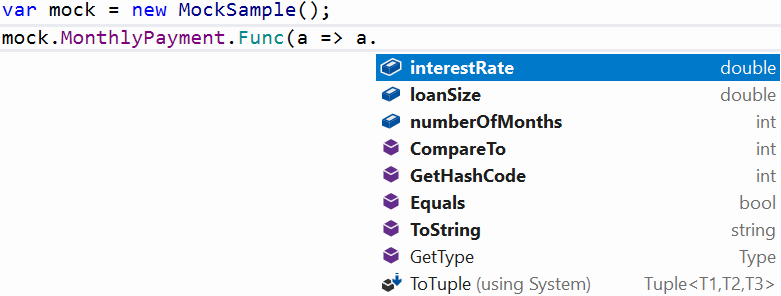 var mock = new MockSample();
mock.MonthlyPayment.Func(a => a.
interestRate double
loanSize double
numberOfMonths int
CompareTo int
GetHashCode int
Equals bool
ToString string
GetType Type
ToTuple (using System) Tuple<T1,T2,T3>